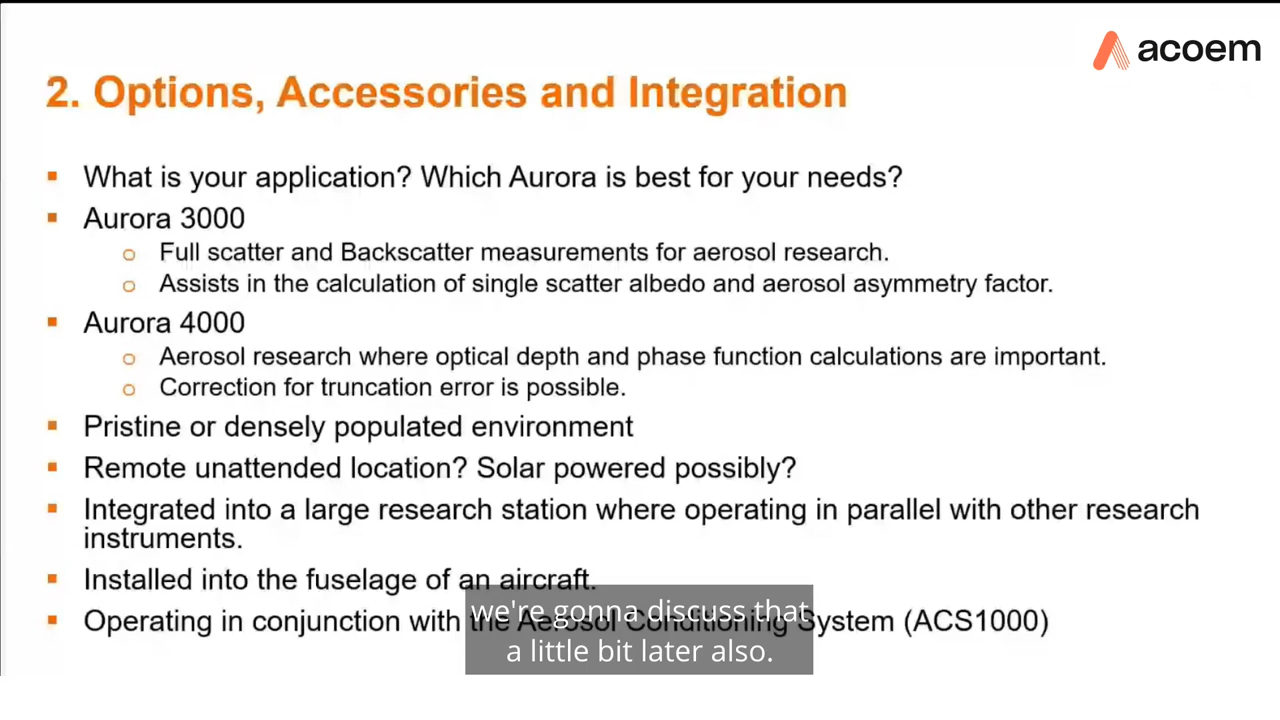 acoem
2. Options, Accessories and Integration
What is your application? Which Aurora is best for your needs?
Aurora 3000
Full scatter and Backscatter measurements for aerosol research.
Assists in the calculation of single scatter albedo and aerosol asymmetry factor.
Aurora 4000
Aerosol research where optical depth and phase function calculations are important.
Correction for truncation error is possible.
Pristine or densely populated environment
Remote unattended location? Solar powered possibly?
Integrated into a large research station where operating in parallel with other research
instruments.
Installed into the fuselage of an aircraft.
Operating in conjunction with the Aerosol Conditioning System (ACS1000)
we're gonna discuss that
a little bit later also.